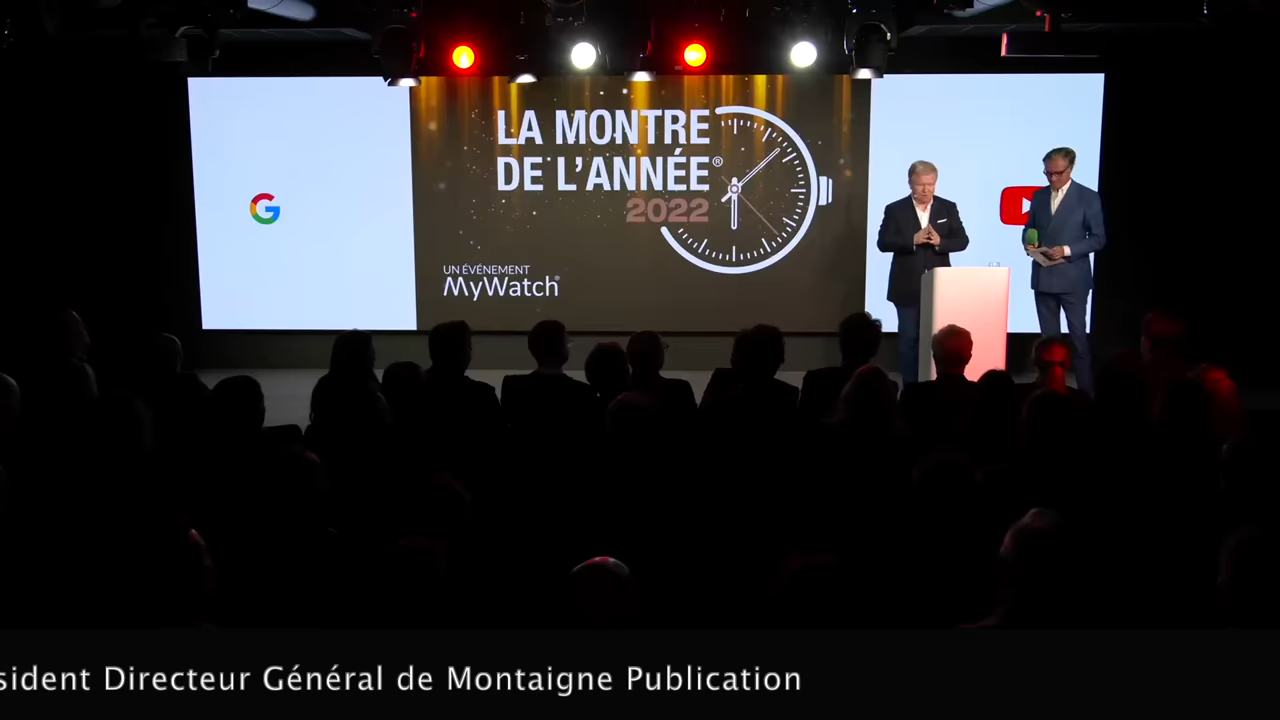 LA MONTRE
DE L'ANNÉE®
2022
UN ÉVÉNEMENT
MyWatch®
G
sident Directeur Général de Montaigne Publication